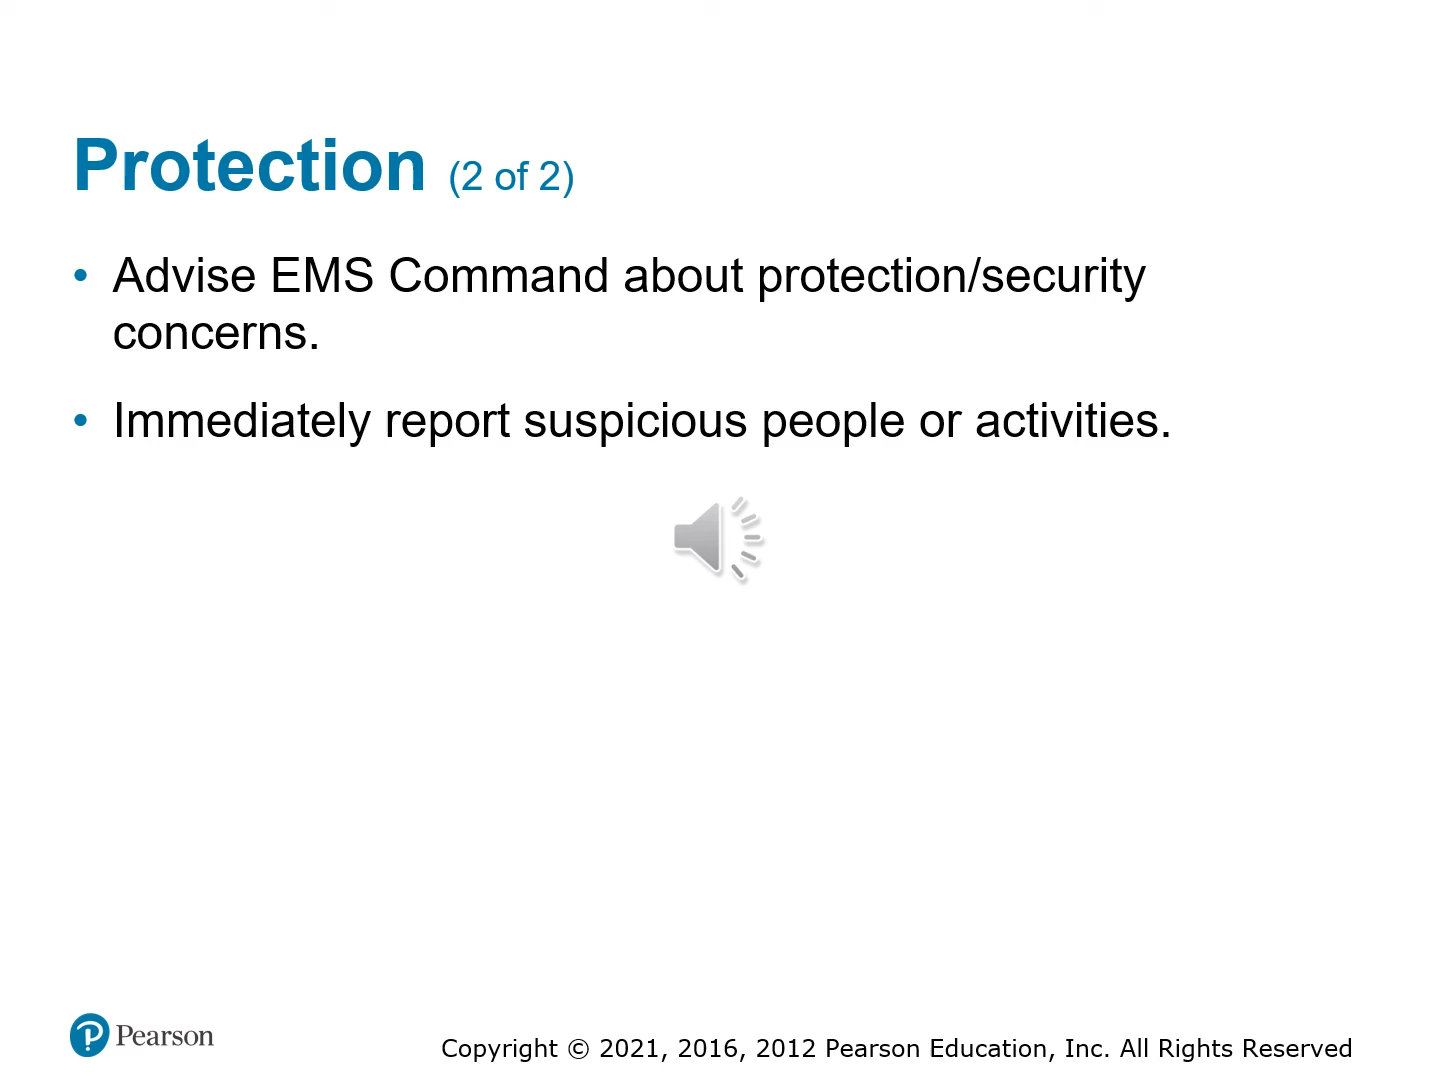 Protection (2 of 2)
• Advise EMS Command about protection/security
concerns.
• Immediately report suspicious people or activities.
Pearson
Copyright © 2021, 2016, 2012 Pearson Education, Inc. All Rights Reserved